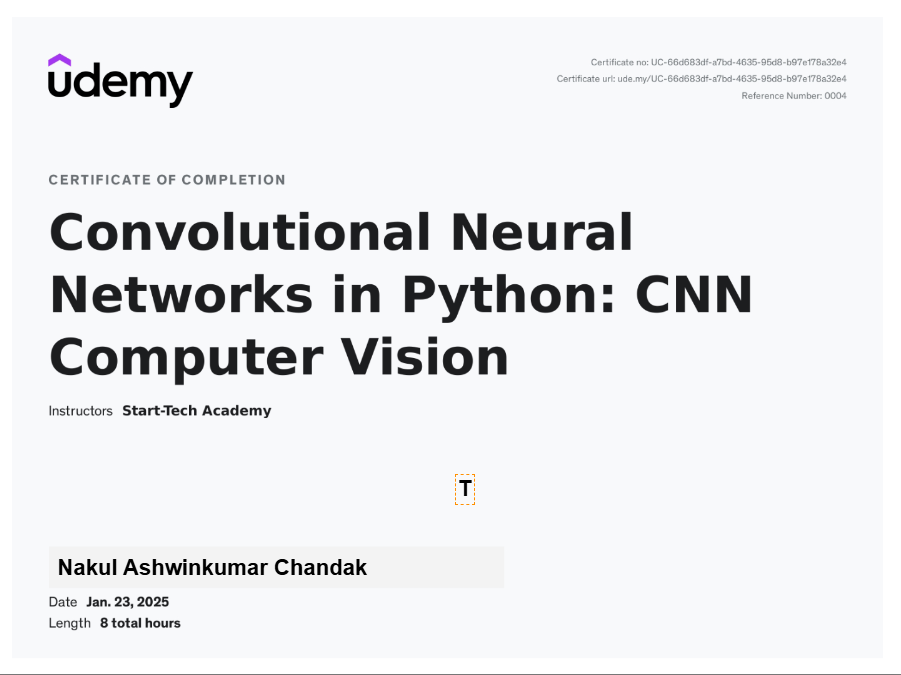 udemy
Certificate no: UC-66d683df-a7bd-4635-95d8-b97e178a32e4
Certificate url: ude.my/UC-66d683df-a7bd-4635-95d8-b97e178a32e4
Reference Number: 0004
CERTIFICATE OF COMPLETION
Convolutional Neural
Networks in Python: CNN
Computer Vision
Instructors Start-Tech Academy
T
Nakul Ashwinkumar Chandak
Date Jan. 23, 2025
Length 8 total hours